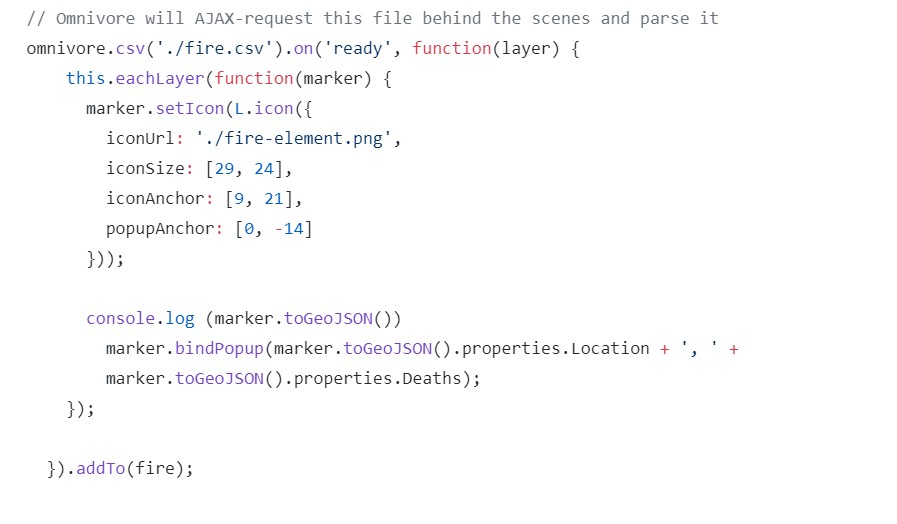 // Omnivore will AJAX-request this file behind the scenes and parse it
omnivore.csv('./fire.csv').on('ready', function(layer) {
    this.eachLayer(function(marker) {
      marker.setIcon(L.icon({
        iconUrl: './fire-element.png',
        iconSize: [29, 24],
        iconAnchor: [9, 21],
        popupAnchor: [0, -14]
      }));
      console.log (marker.toGeoJSON())
        marker.bindPopup(marker.toGeoJSON().properties.Location + ', ' +
        marker.toGeoJSON().properties.Deaths);
    });
  }).addTo(fire);